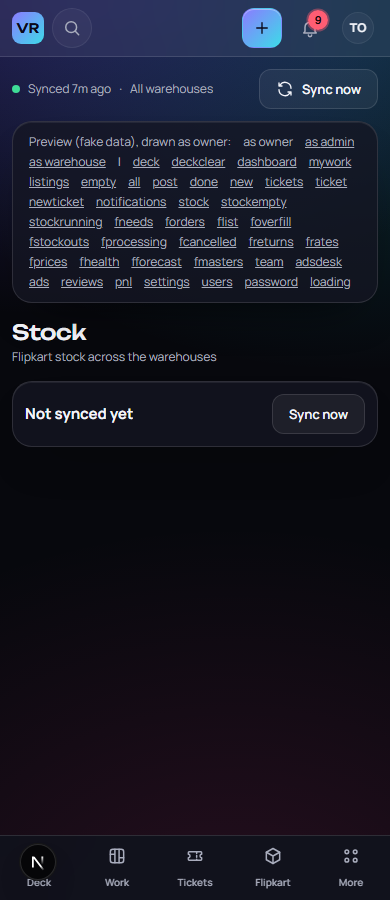 VR
9
TO
Synced 7m ago · All warehouses
Sync now
Preview (fake data), drawn as owner: as owner as admin
as warehouse | deck deckclear dashboard mywork
listings empty all post done new tickets ticket
newticket notifications stock stockempty
stockrunning fneeds forders flist foverfill
fstockouts fprocessing fcancelled freturns frates
fprices fhealth fforecast fmasters team adsdesk
ads reviews pnl settings users password loading
Stock
Flipkart stock across the warehouses
Not synced yet
Sync now
N
Deck Work Tickets Flipkart More